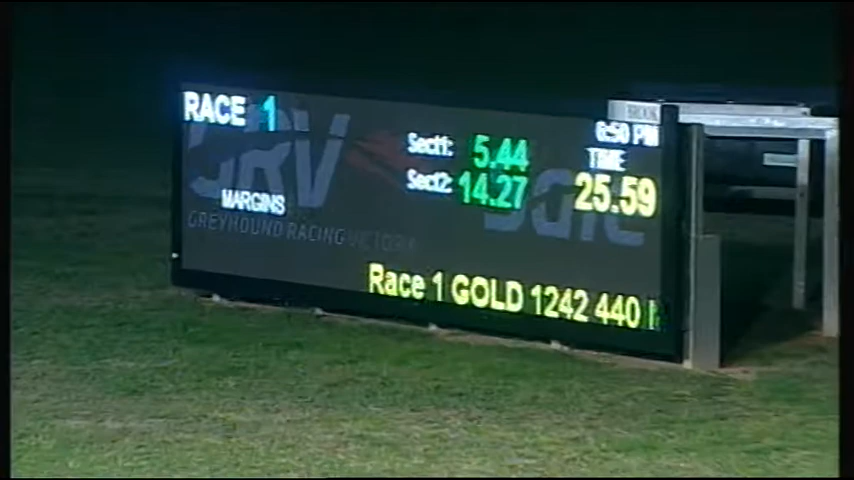 RACE 1
6:50 PM
Sect1: 5.44
TIME
Sect2: 14.27
25.59
MARGINS
GRV
GREYHOUND RACING VICTORIA
Race 1 GOLD 1242 440